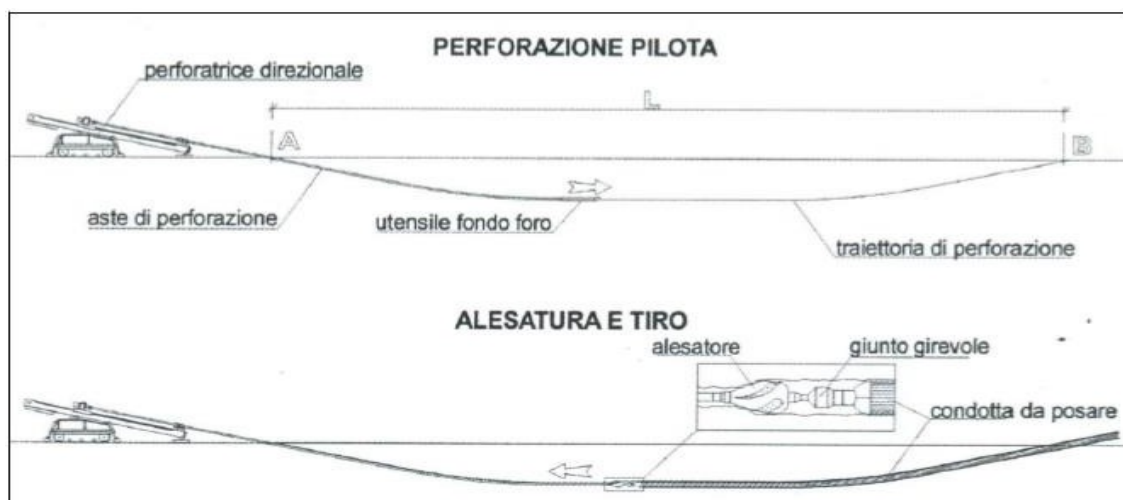 PERFORAZIONE PILOTA
perforatrice direzionale
L
A
B
aste di perforazione
utensile fondo foro
traiettoria di perforazione
ALESATURA E TIRO
alesatore
giunto girevole
condotta da posare